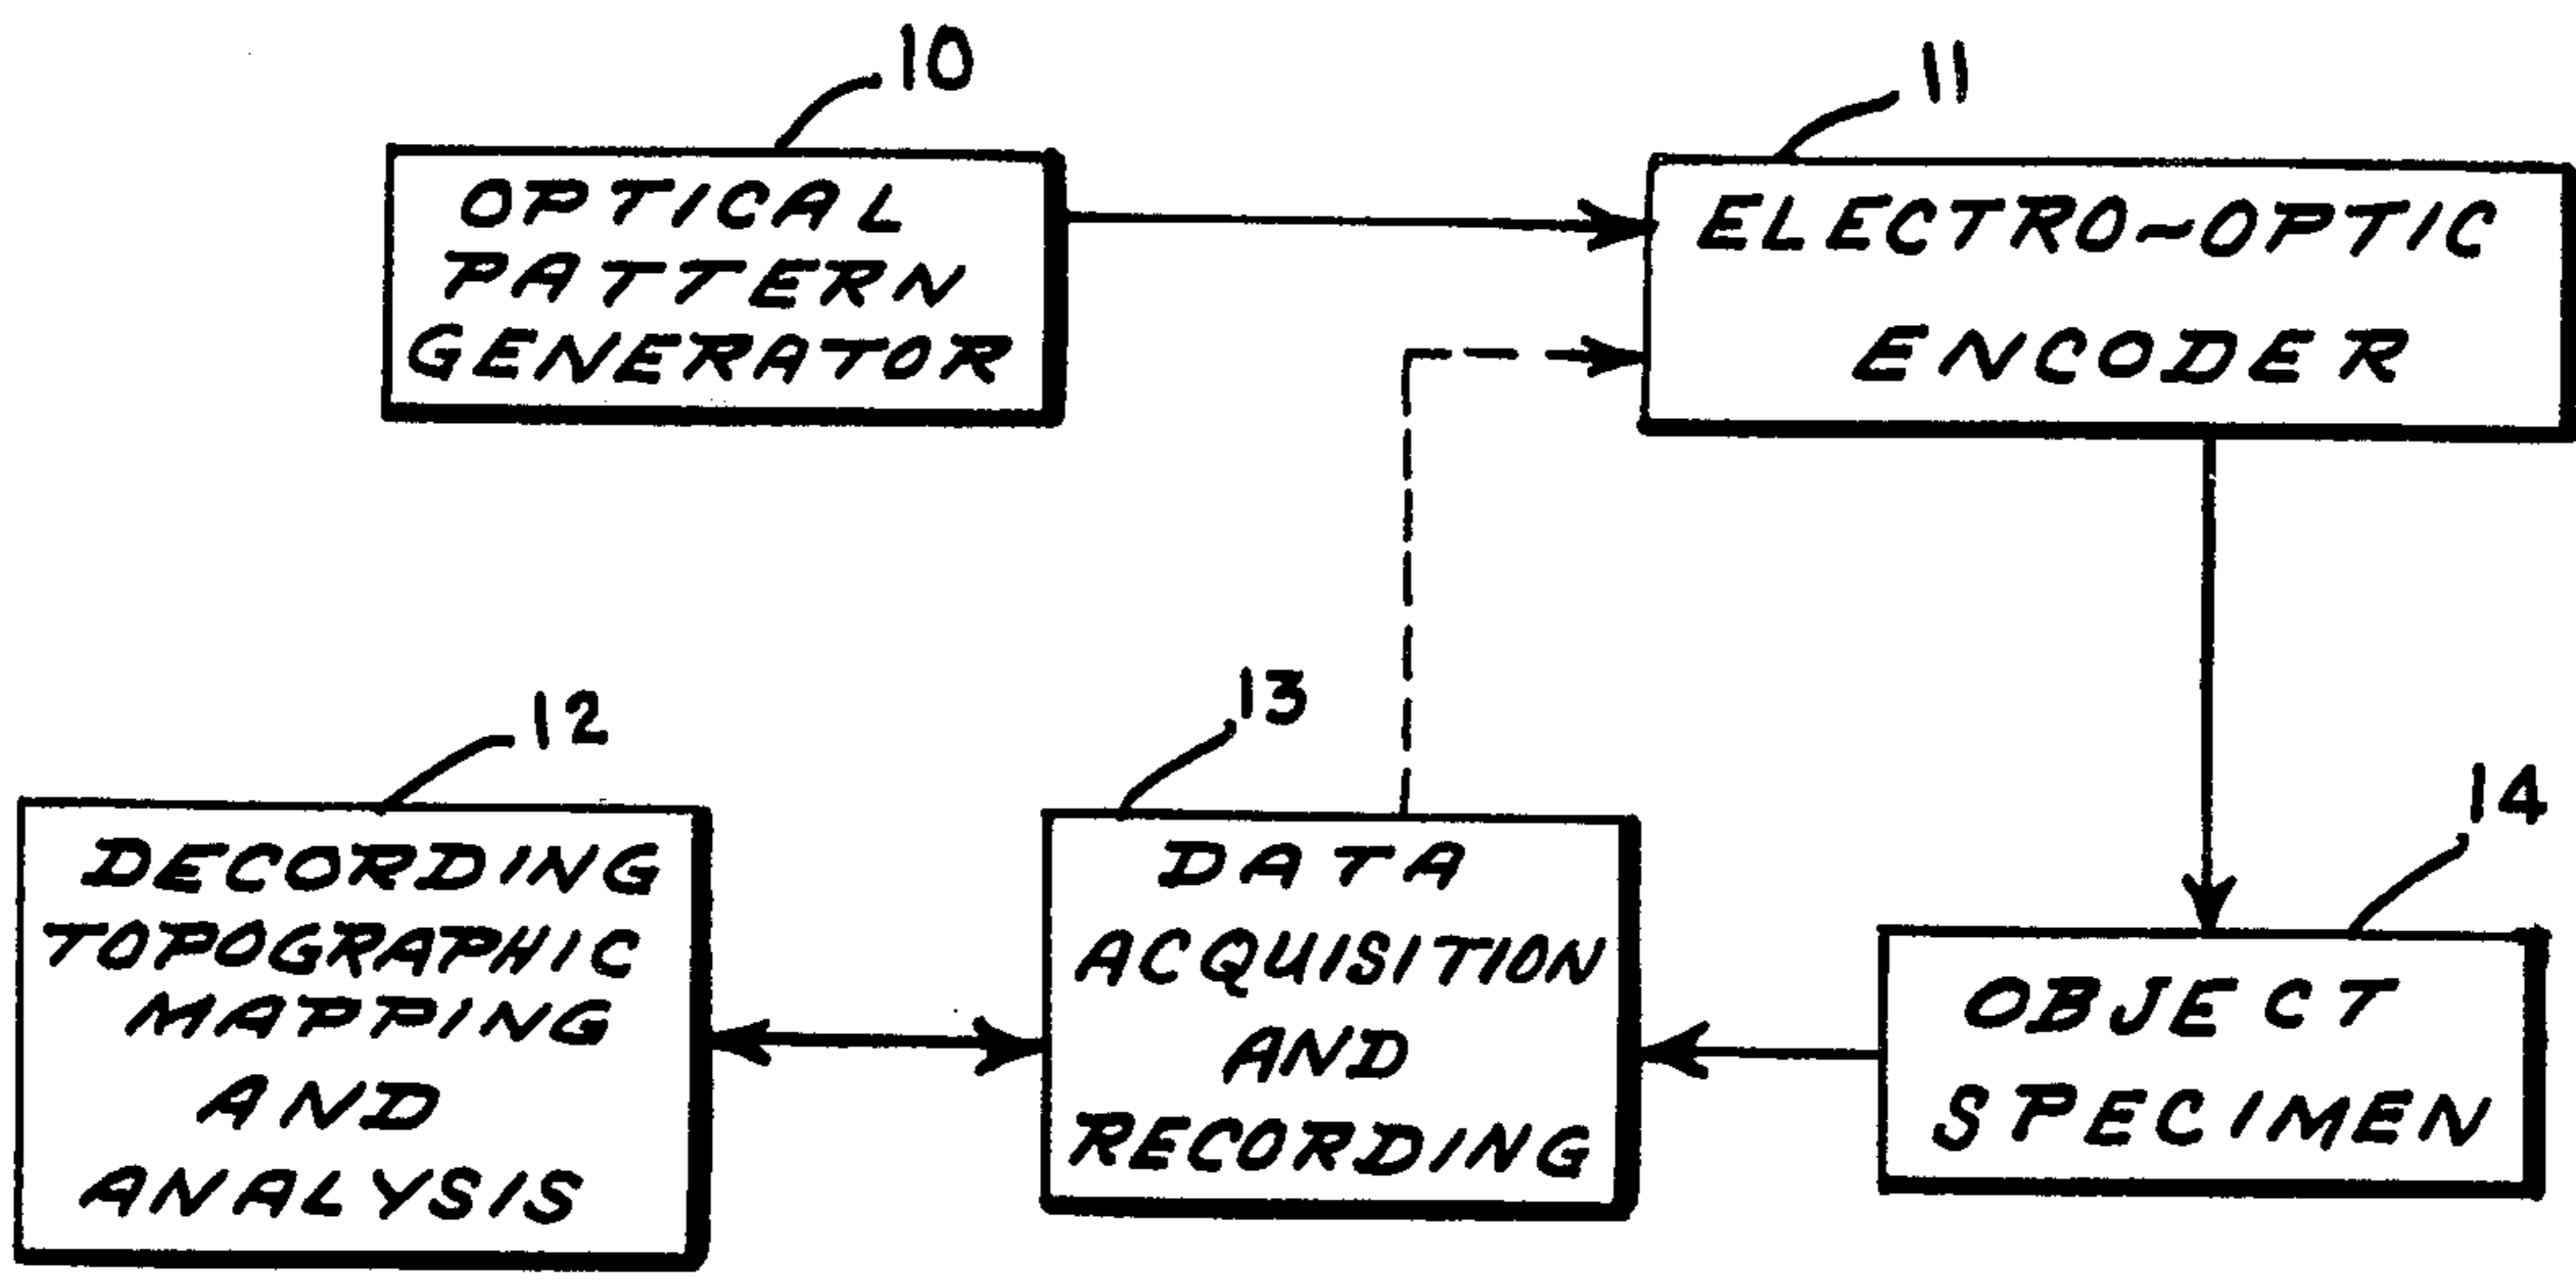 10
OPTICAL
PATTERN
GENERATOR
11
ELECTRO~OPTIC
ENCODER
12
DECORDING
TOPOGRAPHIC
MAPPING
AND
ANALYSIS
13
DATA
ACQUISITION
AND
RECORDING
14
OBJECT
SPECIMEN